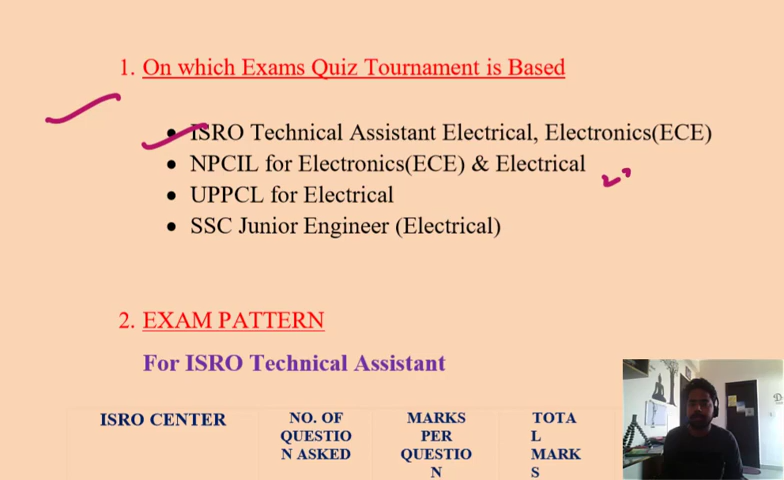 1. On which Exams Quiz Tournament is Based
• ISRO Technical Assistant Electrical, Electronics(ECE)
• NPCIL for Electronics(ECE) & Electrical
• UPPCL for Electrical
• SSC Junior Engineer (Electrical)
2. EXAM PATTERN
For ISRO Technical Assistant
ISRO CENTER
NO. OF
QUESTIO
N ASKED
MARKS
PER
QUESTIO
N
TOTA
L
MARK
S